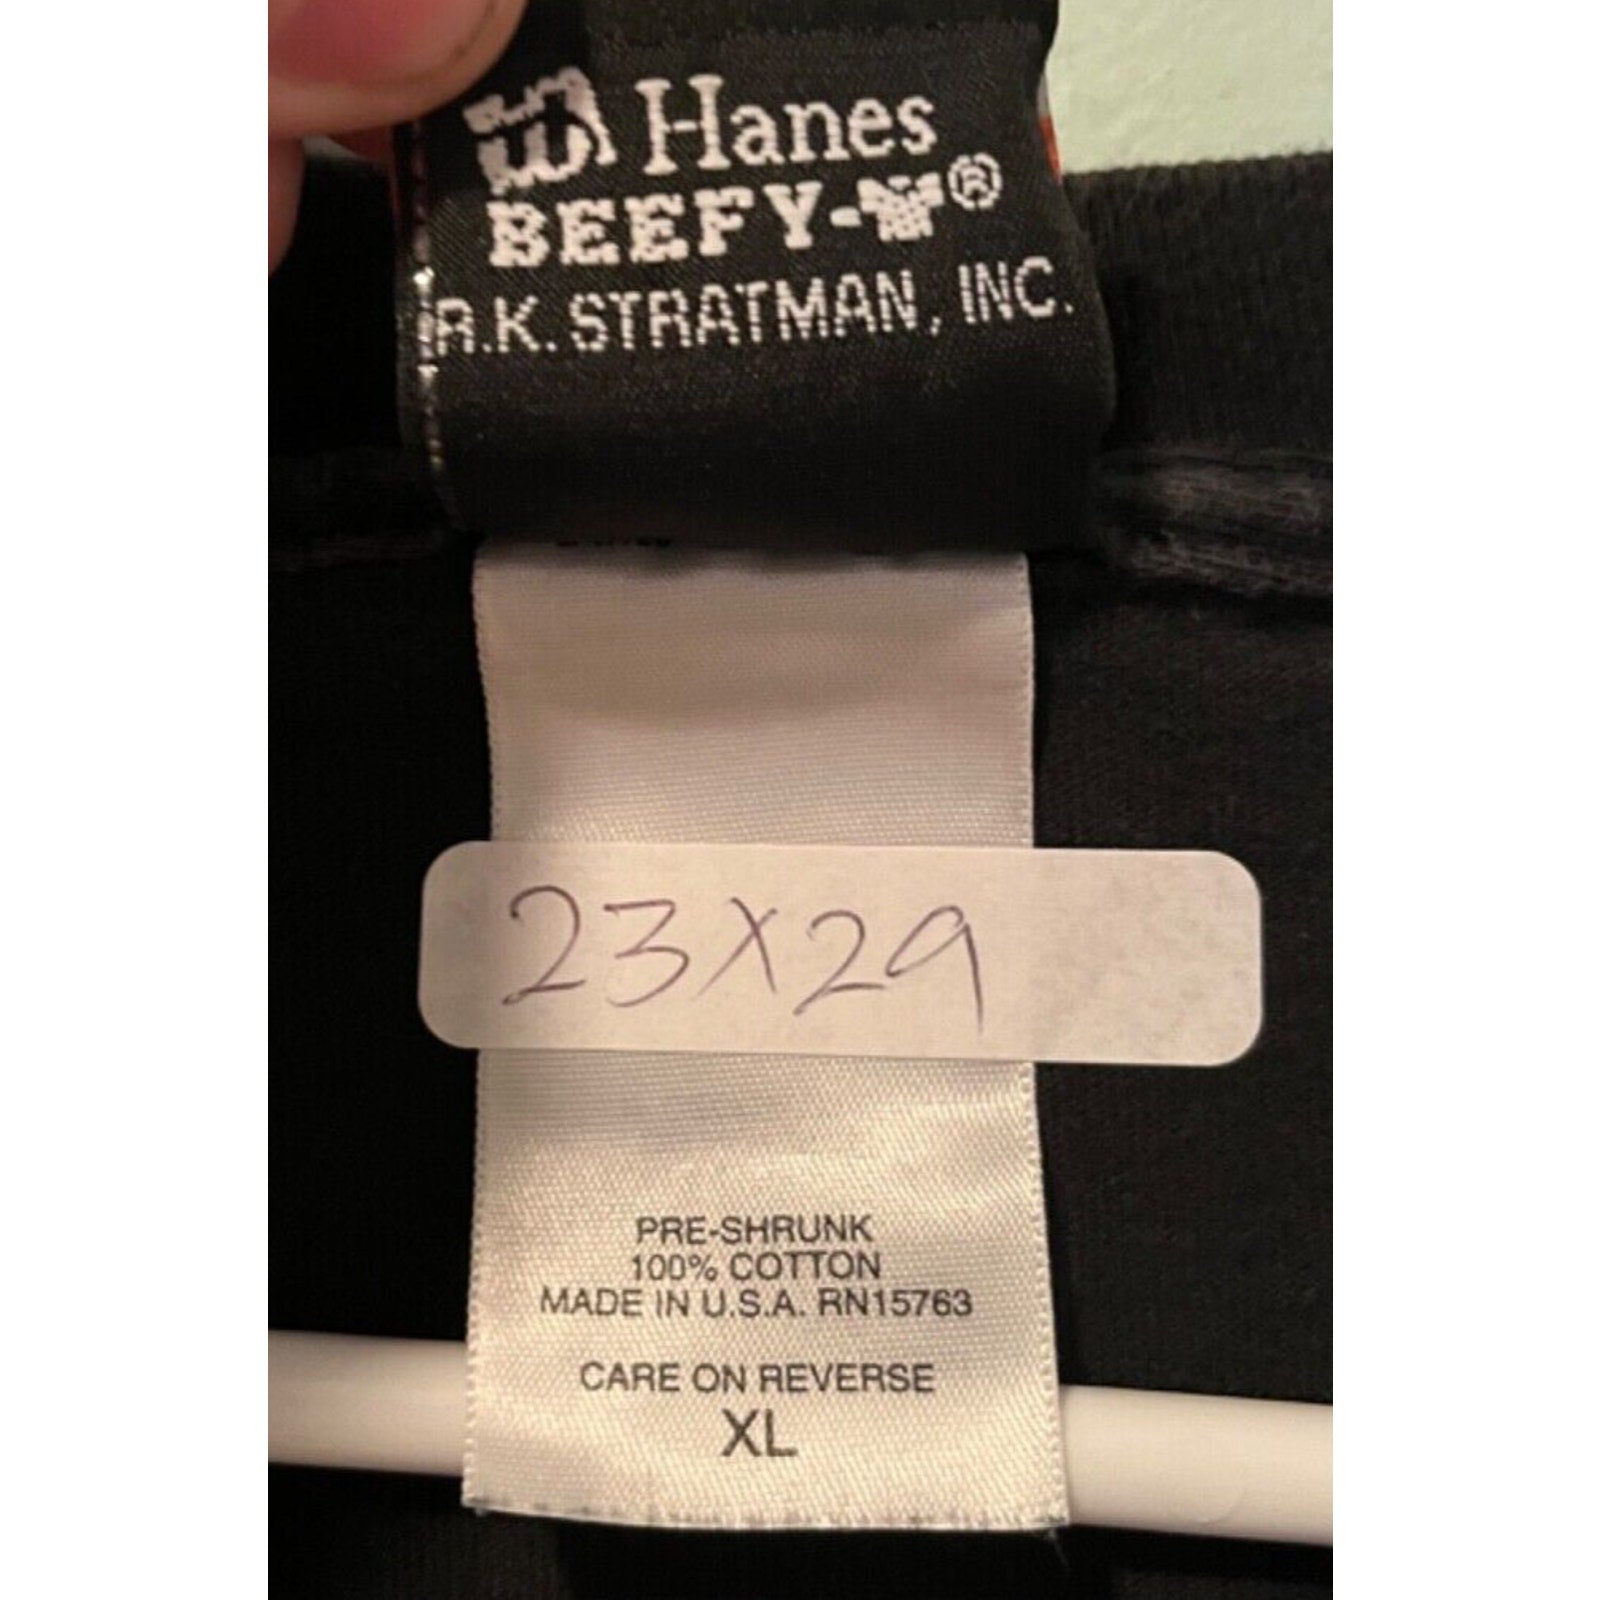 Hanes
BEEFY-T®
R.K. STRATMAN, INC.
23X29
PRE-SHRUNK
100% COTTON
MADE IN U.S.A. RN15763
CARE ON REVERSE
XL